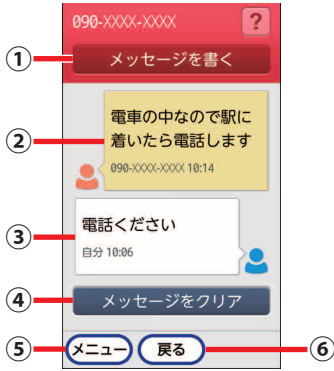 090-XXXX-XXXX ?
① メッセージを書く
② 電車の中なので駅に
着いたら電話します
090-XXXX-XXXX 10:14
③ 電話ください
自分 10:06
④ メッセージをクリア
⑤ メニュー 戻る ⑥